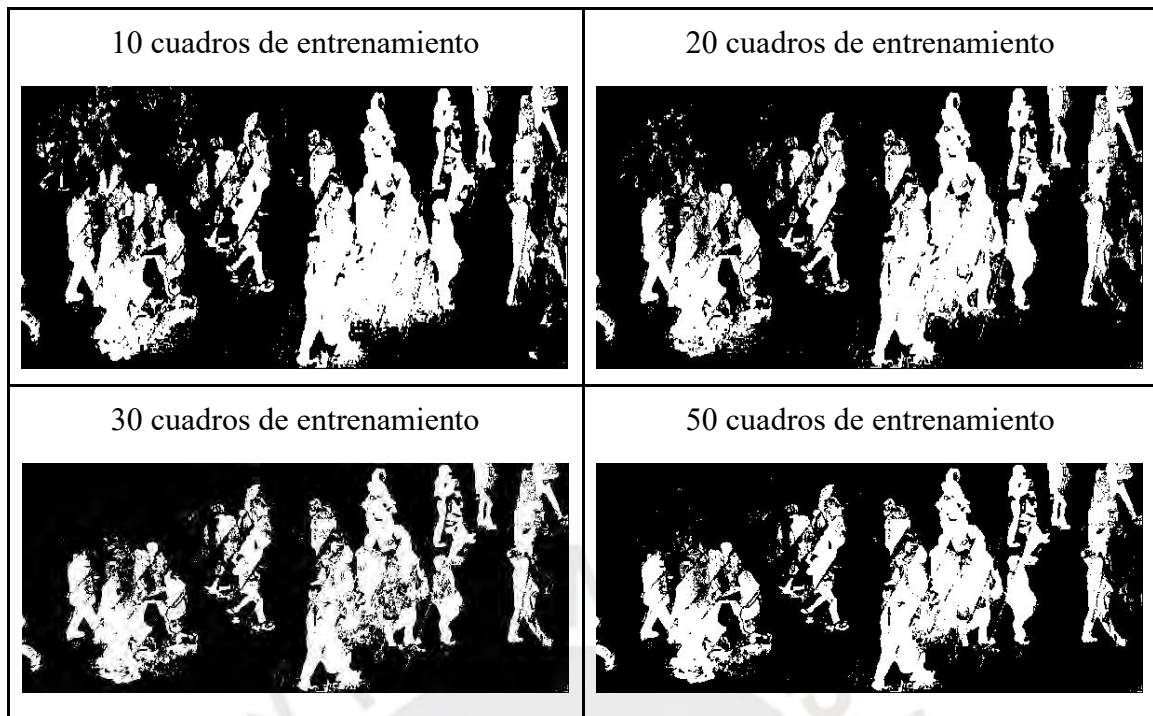 10 cuadros de entrenamiento
20 cuadros de entrenamiento
30 cuadros de entrenamiento
50 cuadros de entrenamiento